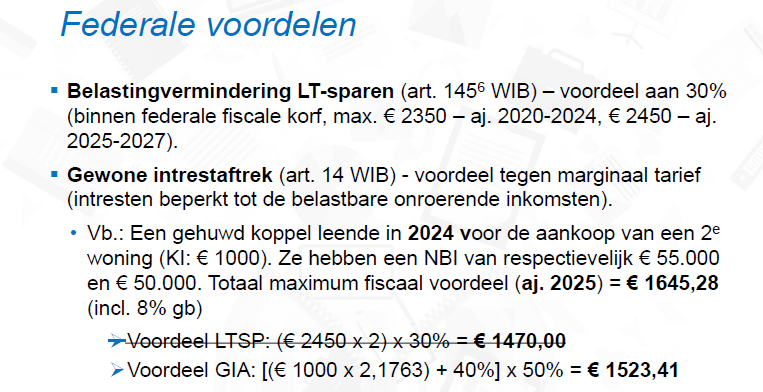 Federale voordelen
▪ Belastingvermindering LT-sparen (art. 145⁶ WIB) – voordeel aan 30%
(binnen federale fiscale korf, max. € 2350 – aj. 2020-2024, € 2450 – aj.
2025-2027).
▪ Gewone intrestaftrek (art. 14 WIB) - voordeel tegen marginaal tarief
(intresten beperkt tot de belastbare onroerende inkomsten).
• Vb.: Een gehuwd koppel leende in 2024 voor de aankoop van een 2ᵉ
woning (KI: € 1000). Ze hebben een NBI van respectievelijk € 55.000
en € 50.000. Totaal maximum fiscaal voordeel (aj. 2025) = € 1645,28
(incl. 8% gb)
➢Voordeel LTSP: (€ 2450 x 2) x 30% = € 1470,00
➢Voordeel GIA: [(€ 1000 x 2,1763) + 40%] x 50% = € 1523,41